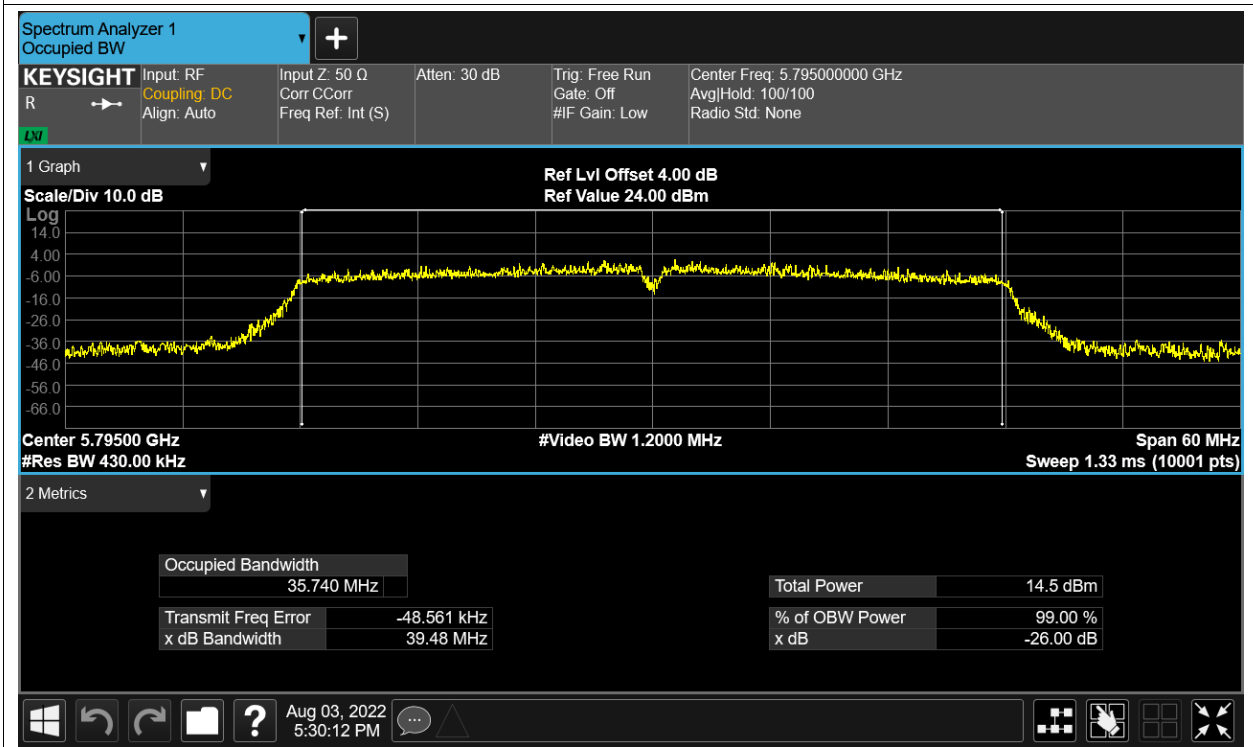 Spectrum Analyzer 1
Occupied BW
KEYSIGHT
R
LXI
Input: RF
Coupling: DC
Align: Auto
Input Z: 50 Ω
Corr CCorr
Freq Ref: Int (S)
Atten: 30 dB
Trig: Free Run
Gate: Off
#IF Gain: Low
Center Freq: 5.795000000 GHz
Avg|Hold: 100/100
Radio Std: None
1 Graph
Scale/Div 10.0 dB
Ref Lvl Offset 4.00 dB
Ref Value 24.00 dBm
Log
14.0
4.00
-6.00
-16.0
-26.0
-36.0
-46.0
-56.0
-66.0
Center 5.79500 GHz
#Video BW 1.2000 MHz
Span 60 MHz
#Res BW 430.00 kHz
Sweep 1.33 ms (10001 pts)
2 Metrics
Occupied Bandwidth
35.740 MHz
Total Power 14.5 dBm
Transmit Freq Error -48.561 kHz
% of OBW Power 99.00 %
x dB Bandwidth 39.48 MHz
x dB -26.00 dB
?
Aug 03, 2022
5:30:12 PM